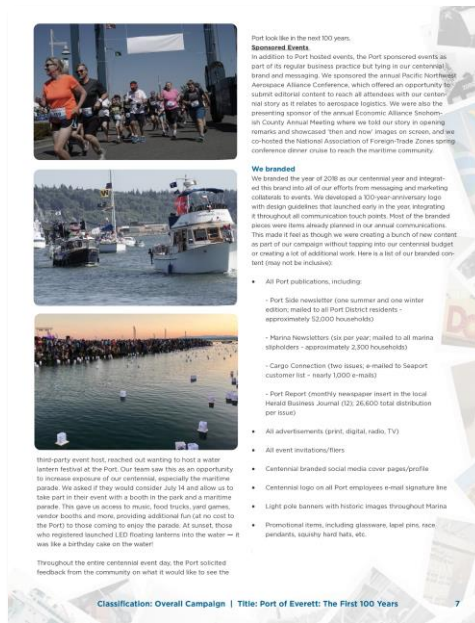 third-party event host, reached out wanting to host a water
lantern festival at the Port. Our team saw this as an opportunity
to increase exposure of our centennial, especially the maritime
parade. We asked if they would consider July 14 and allow us to
take part in their event with a booth in the park and a maritime
parade. This gave us access to music, food trucks, yard games,
vendor booths and more, providing additional fun (at no cost to
the Port) to those coming to enjoy the parade. At sunset, those
who registered launched LED floating lanterns into the water — it
was like a birthday cake on the water!
Throughout the entire centennial event day, the Port solicited
feedback from the community on what it would like to see the
Port look like in the next 100 years.
Sponsored Events
In addition to Port hosted events, the Port sponsored events as
part of its regular business practice but tying in our centennial
brand and messaging. We sponsored the annual Pacific Northwest
Aerospace Alliance Conference, which offered an opportunity to
submit editorial content to reach all attendees with our centen-
nial story as it relates to aerospace logistics. We were also the
presenting sponsor of the annual Economic Alliance Snohom-
ish County Annual Meeting where we told our story in opening
remarks and showcased 'then and now' images on screen, and we
co-hosted the National Association of Foreign-Trade Zones spring
conference dinner cruise to reach the maritime community.
We branded
We branded the year of 2018 as our centennial year and integrat-
ed this brand into all of our efforts from messaging and marketing
collaterals to events. We developed a 100-year-anniversary logo
with design guidelines that launched early in the year, integrating
it throughout all communication touch points. Most of the branded
pieces were items already planned in our annual communications.
This made it feel as though we were creating a bunch of new content
as part of our campaign without tapping into our centennial budget
or creating a lot of additional work. Here is a list of our branded con-
tent (may not be inclusive):
• All Port publications, including:
- Port Side newsletter (one summer and one winter
edition; mailed to all Port District residents -
approximately 52,000 households)
- Marina Newsletters (six per year; mailed to all marina
slipholders - approximately 2,300 households)
- Cargo Connection (two issues; e-mailed to Seaport
customer list - nearly 1,000 e-mails)
- Port Report (monthly newspaper insert in the local
Herald Business Journal (12); 26,600 total distribution
per issue)
• All advertisements (print, digital, radio, TV)
• All event invitations/fliers
• Centennial branded social media cover pages/profile
• Centennial logo on all Port employees e-mail signature line
• Light pole banners with historic images throughout Marina
• Promotional items, including glassware, lapel pins, race
pendants, squishy hard hats, etc.
Classification: Overall Campaign | Title: Port of Everett: The First 100 Years 7